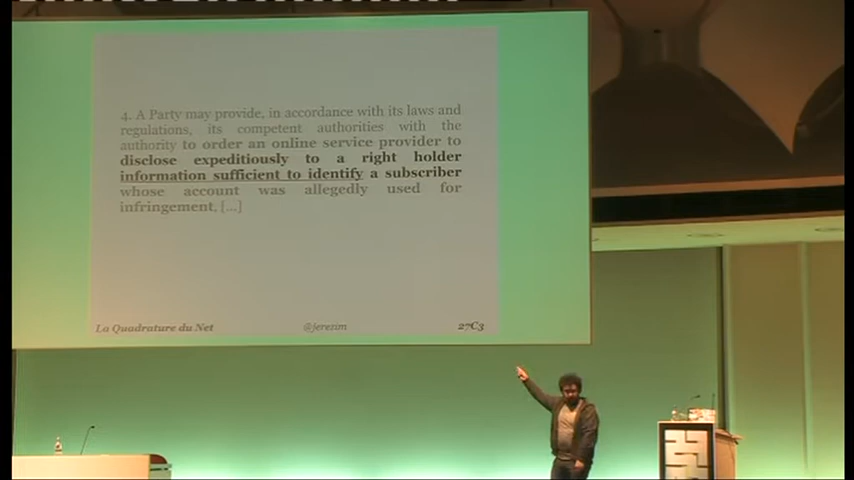 4. A Party may provide, in accordance with its laws and
regulations, its competent authorities with the
authority to order an online service provider to
disclose expeditiously to a right holder
information sufficient to identify a subscriber
whose account was allegedly used for
infringement, [...]
La Quadrature du Net
@jerezim
27C3